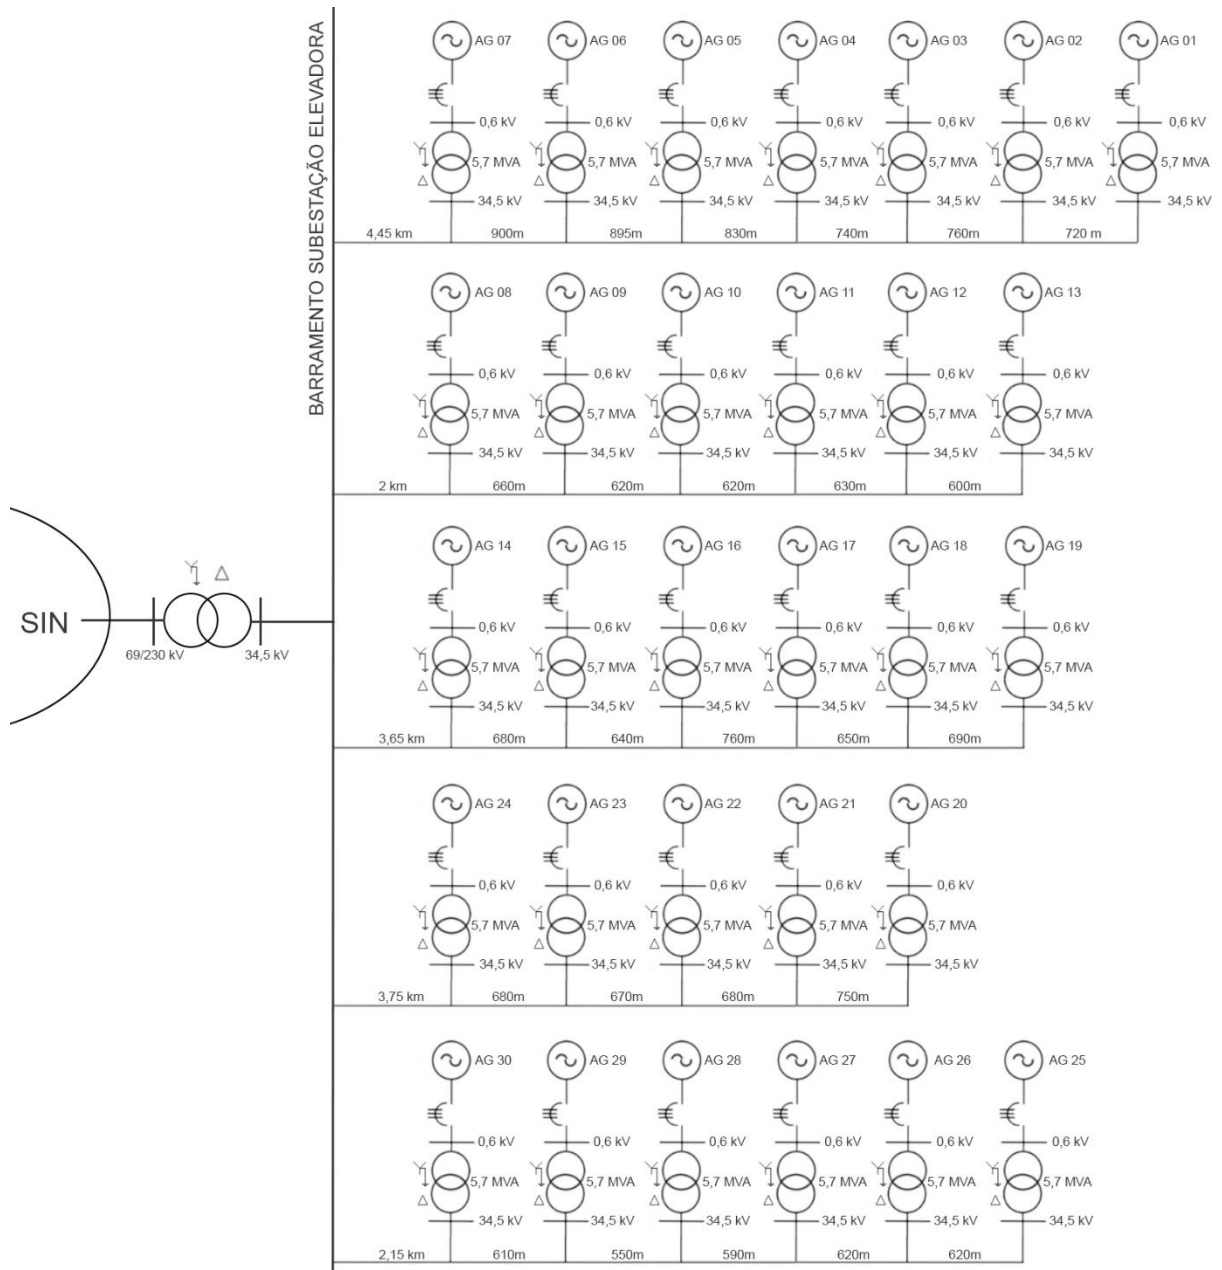 BARRAMENTO SUBESTAÇÃO ELEVADORA
AG 07 AG 06 AG 05 AG 04 AG 03 AG 02 AG 01
0,6 kV 0,6 kV 0,6 kV 0,6 kV 0,6 kV 0,6 kV 0,6 kV
5,7 MVA 5,7 MVA 5,7 MVA 5,7 MVA 5,7 MVA 5,7 MVA 5,7 MVA
34,5 kV 34,5 kV 34,5 kV 34,5 kV 34,5 kV 34,5 kV 34,5 kV
4,45 km 900m 895m 830m 740m 760m 720 m
AG 08 AG 09 AG 10 AG 11 AG 12 AG 13
0,6 kV 0,6 kV 0,6 kV 0,6 kV 0,6 kV 0,6 kV
5,7 MVA 5,7 MVA 5,7 MVA 5,7 MVA 5,7 MVA 5,7 MVA
34,5 kV 34,5 kV 34,5 kV 34,5 kV 34,5 kV 34,5 kV
2 km 660m 620m 620m 630m 600m
AG 14 AG 15 AG 16 AG 17 AG 18 AG 19
0,6 kV 0,6 kV 0,6 kV 0,6 kV 0,6 kV 0,6 kV
SIN
69/230 kV 34,5 kV
5,7 MVA 5,7 MVA 5,7 MVA 5,7 MVA 5,7 MVA 5,7 MVA
34,5 kV 34,5 kV 34,5 kV 34,5 kV 34,5 kV 34,5 kV
3,65 km 680m 640m 760m 650m 690m
AG 24 AG 23 AG 22 AG 21 AG 20
0,6 kV 0,6 kV 0,6 kV 0,6 kV 0,6 kV
5,7 MVA 5,7 MVA 5,7 MVA 5,7 MVA 5,7 MVA
34,5 kV 34,5 kV 34,5 kV 34,5 kV 34,5 kV
3,75 km 680m 670m 680m 750m
AG 30 AG 29 AG 28 AG 27 AG 26 AG 25
0,6 kV 0,6 kV 0,6 kV 0,6 kV 0,6 kV 0,6 kV
5,7 MVA 5,7 MVA 5,7 MVA 5,7 MVA 5,7 MVA 5,7 MVA
34,5 kV 34,5 kV 34,5 kV 34,5 kV 34,5 kV 34,5 kV
2,15 km 610m 550m 590m 620m 620m